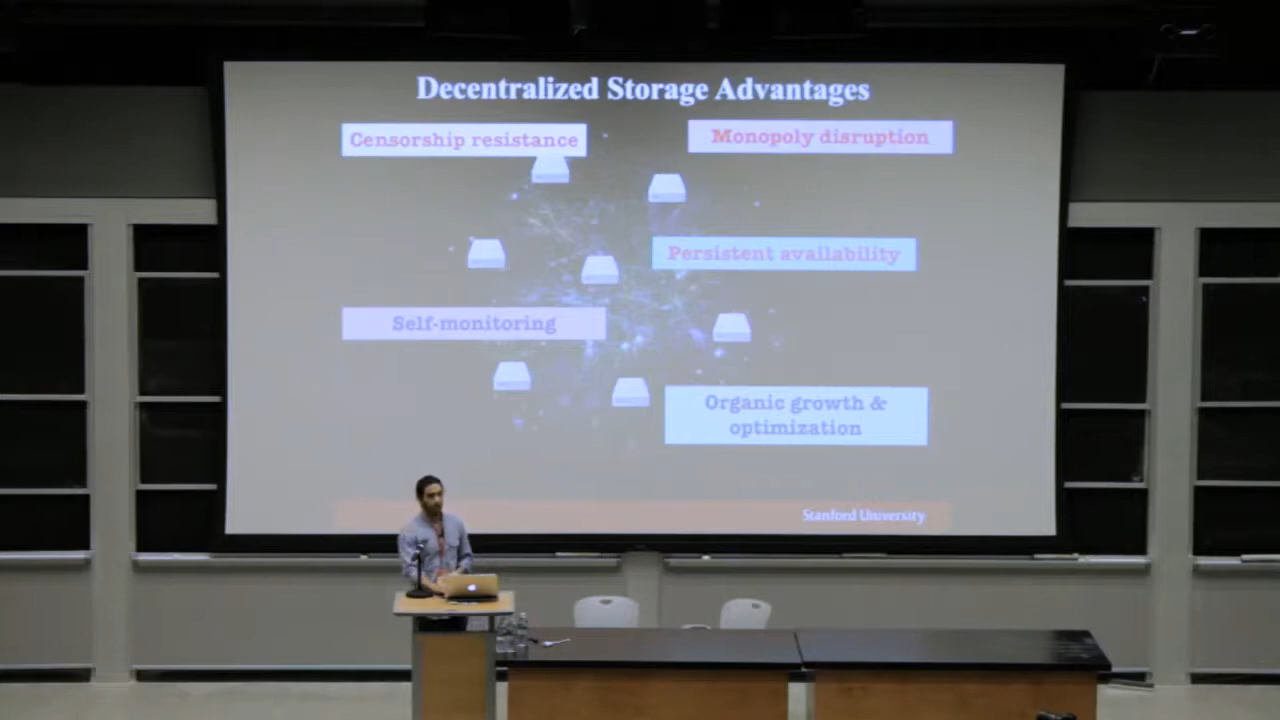 Decentralized Storage Advantages
Censorship resistance
Monopoly disruption
Persistent availability
Self-monitoring
Organic growth &
optimization
Stanford University